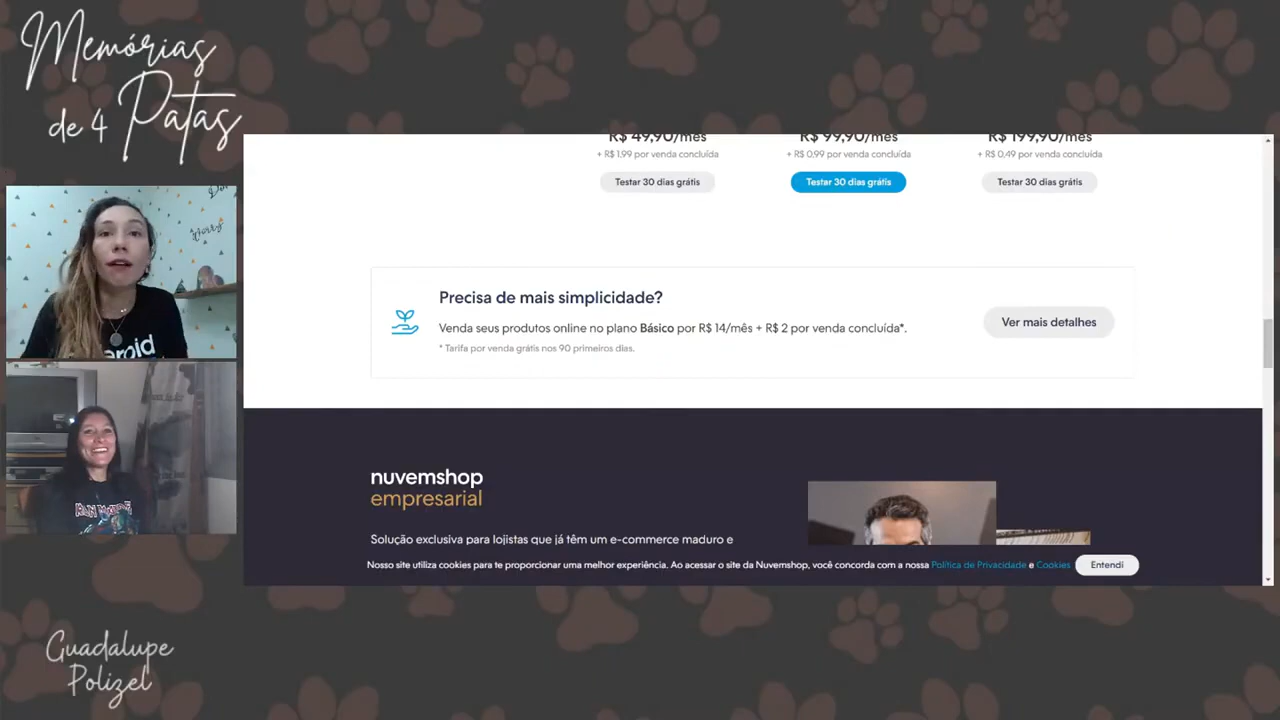 Memórias
de 4 Patas
R$ 49,90/mês
R$ 99,90/mês
R$ 199,90/mês
+ R$ 1,99 por venda concluída
+ R$ 0,99 por venda concluída
+ R$ 0,49 por venda concluída
Testar 30 dias grátis
Testar 30 dias grátis
Testar 30 dias grátis
Precisa de mais simplicidade?
Venda seus produtos online no plano Básico por R$ 14/mês + R$ 2 por venda concluída*.
* Tarifa por venda grátis nos 90 primeiros dias.
Ver mais detalhes
nuvemshop
empresarial
Solução exclusiva para lojistas que já têm um e-commerce maduro e
Nosso site utiliza cookies para te proporcionar uma melhor experiência. Ao acessar o site da Nuvemshop, você concorda com a nossa Política de Privacidade e Cookies
Entendi
IRON MAIDEN
Guadalupe
Polizel